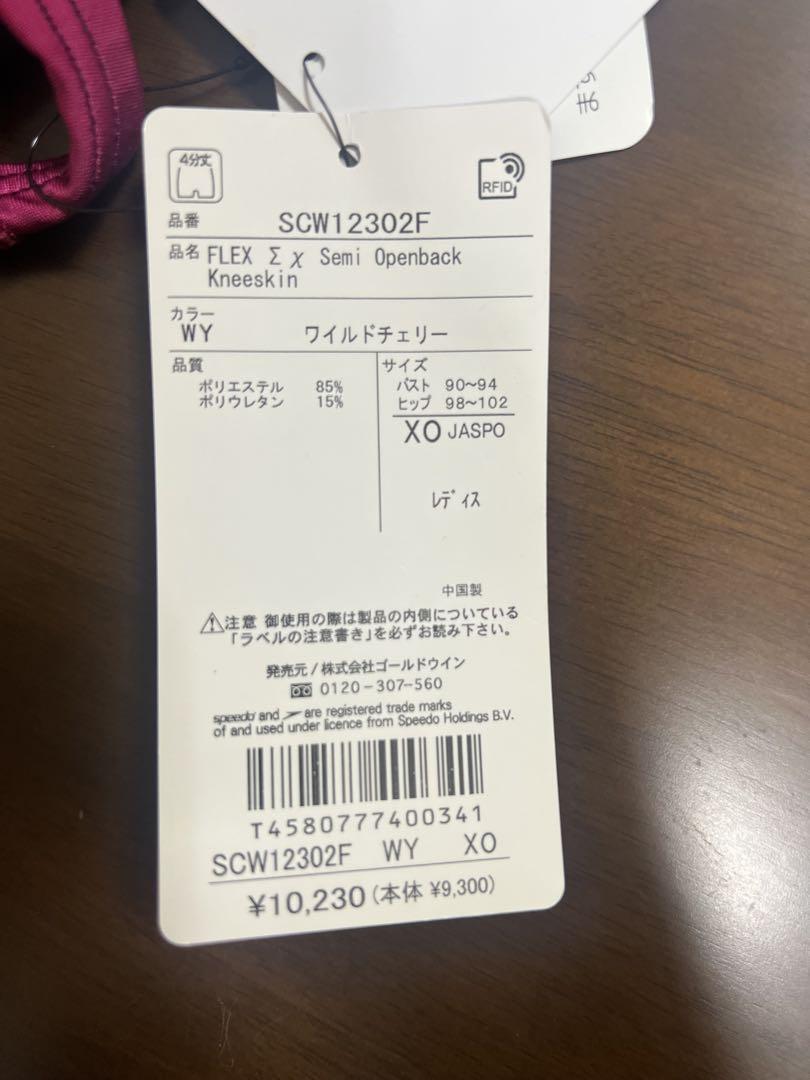 4分丈
RFID
品番 SCW12302F
品名 FLEX Σχ Semi Openback
Kneeskin
カラー
WY ワイルドチェリー
品質
ポリエステル 85%
ポリウレタン 15%
サイズ
バスト 90~94
ヒップ 98~102
XO JASPO
レディス
中国製
注意 御使用の際は製品の内側についている
「ラベルの注意書き」を必ずお読み下さい。
発売元/株式会社ゴールドウイン
0120-307-560
speedo and are registered trade marks
of and used under licence from Speedo Holdings B.V.
T4580777400341
SCW12302F WY XO
¥10,230(本体 ¥9,300)